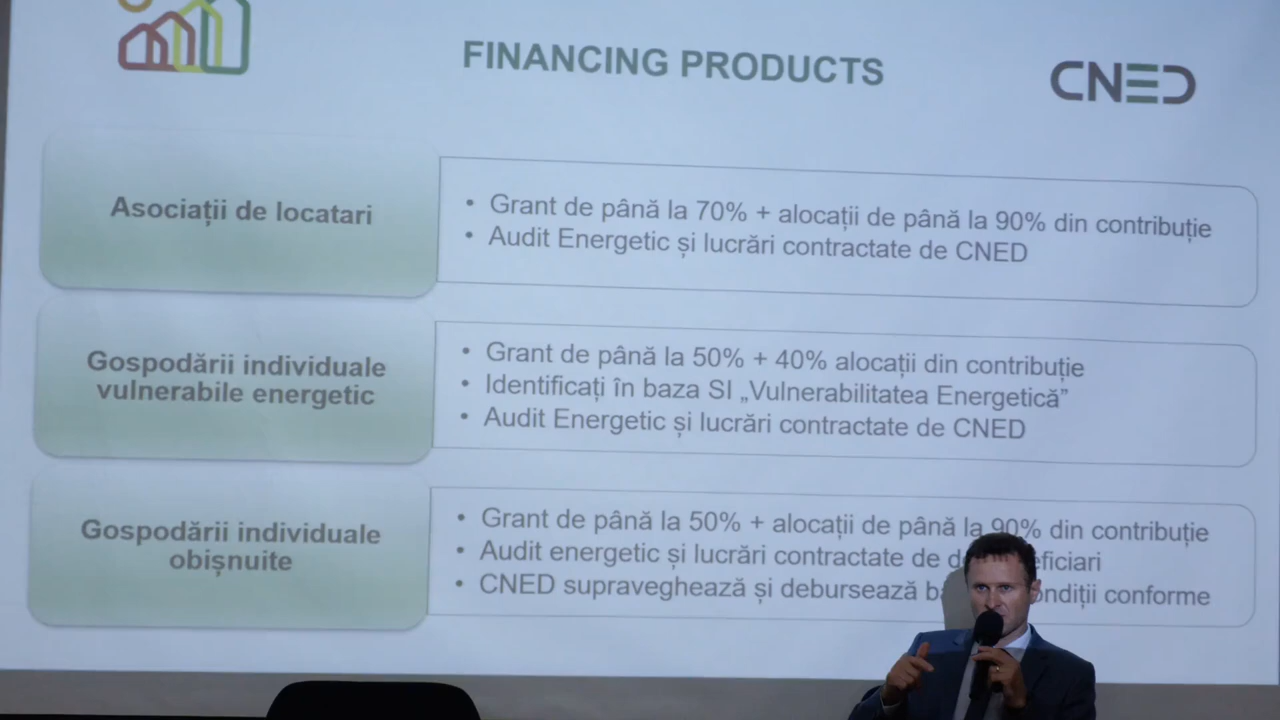 FINANCING PRODUCTS
CNED
Asociații de locatari
• Grant de până la 70% + alocații de până la 90% din contribuție
• Audit Energetic și lucrări contractate de CNED
Gospodării individuale
vulnerabile energetic
• Grant de până la 50% + 40% alocații din contribuție
• Identificați în baza SI „Vulnerabilitatea Energetică”
• Audit Energetic și lucrări contractate de CNED
Gospodării individuale
obișnuite
• Grant de până la 50% + alocații de până la 90% din contribuție
• Audit energetic și lucrări contractate de
• CNED supraveghează și debursează conforme